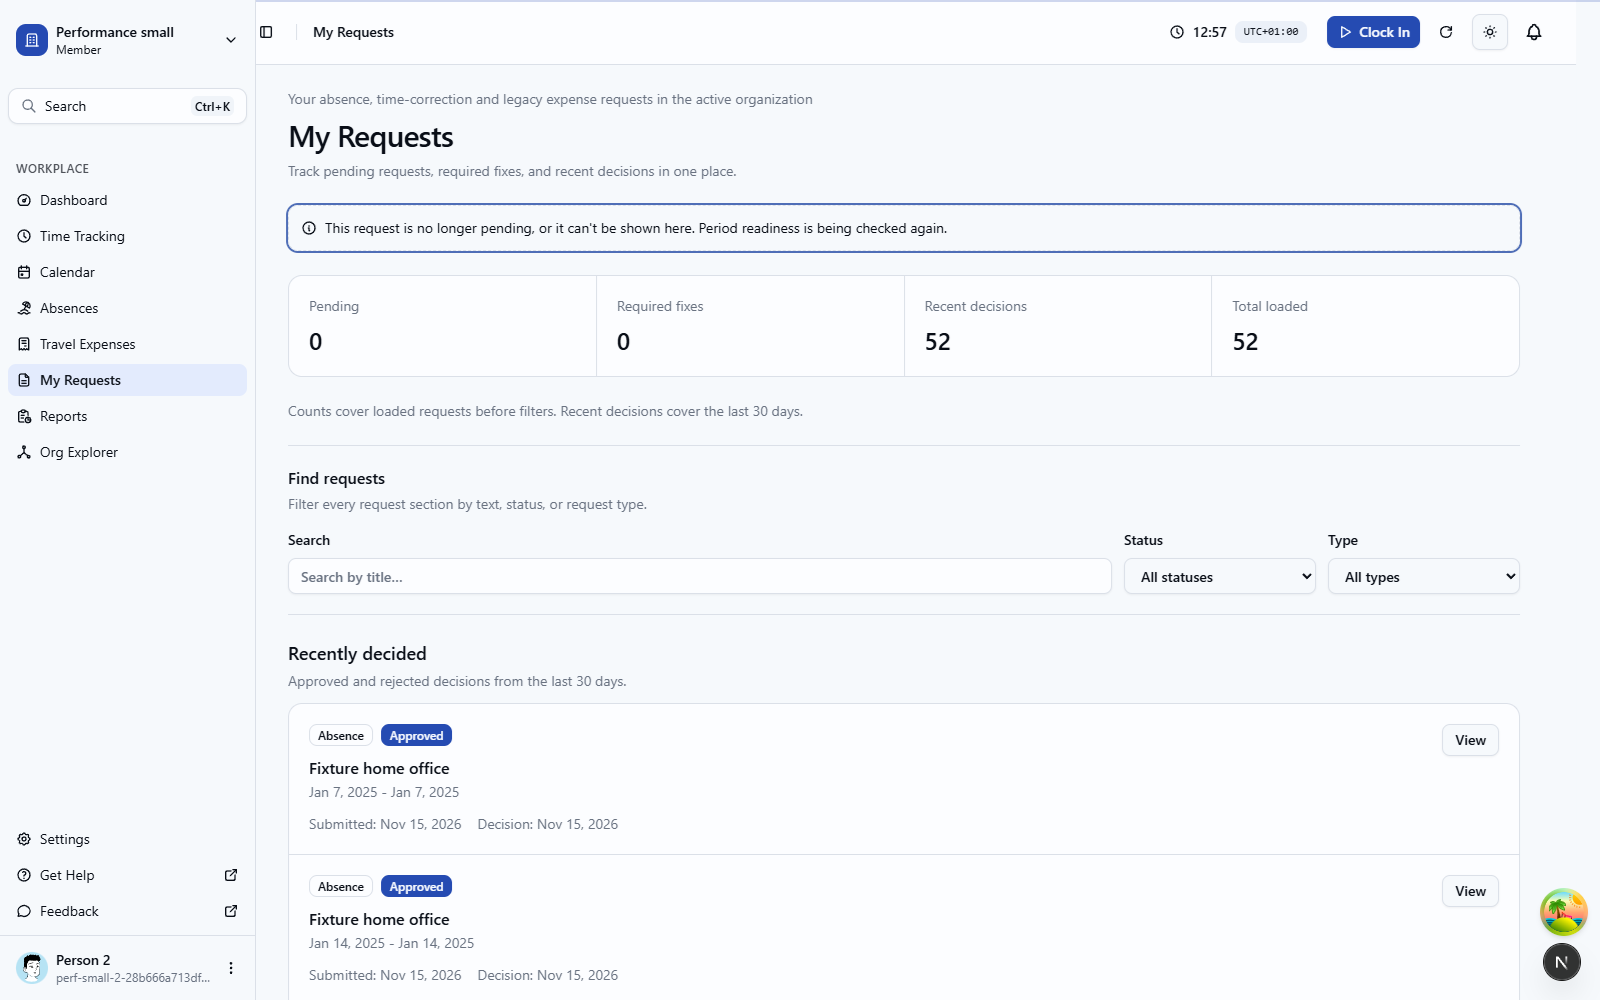 Performance small
Member
Search
Ctrl+K
WORKPLACE
Dashboard
Time Tracking
Calendar
Absences
Travel Expenses
My Requests
Reports
Org Explorer
Settings
Get Help
Feedback
Person 2
perf-small-2-28b666a713df...
My Requests
12:57
UTC+01:00
Clock In
Your absence, time-correction and legacy expense requests in the active organization
My Requests
Track pending requests, required fixes, and recent decisions in one place.
This request is no longer pending, or it can't be shown here. Period readiness is being checked again.
Pending
0
Required fixes
0
Recent decisions
52
Total loaded
52
Counts cover loaded requests before filters. Recent decisions cover the last 30 days.
Find requests
Filter every request section by text, status, or request type.
Search
Search by title...
Status
All statuses
Type
All types
Recently decided
Approved and rejected decisions from the last 30 days.
Absence
Approved
View
Fixture home office
Jan 7, 2025 - Jan 7, 2025
Submitted: Nov 15, 2026 Decision: Nov 15, 2026
Absence
Approved
View
Fixture home office
Jan 14, 2025 - Jan 14, 2025
Submitted: Nov 15, 2026 Decision: Nov 15, 2026
N